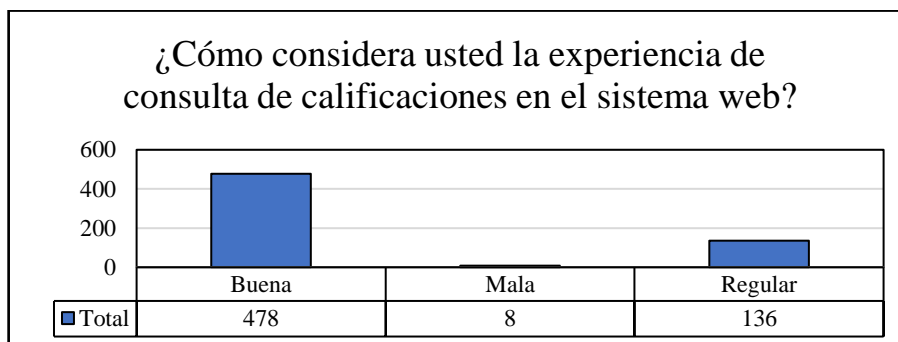 ¿Cómo considera usted la experiencia de
consulta de calificaciones en el sistema web?
600
400
200
0
Buena Mala Regular
Total 478 8 136